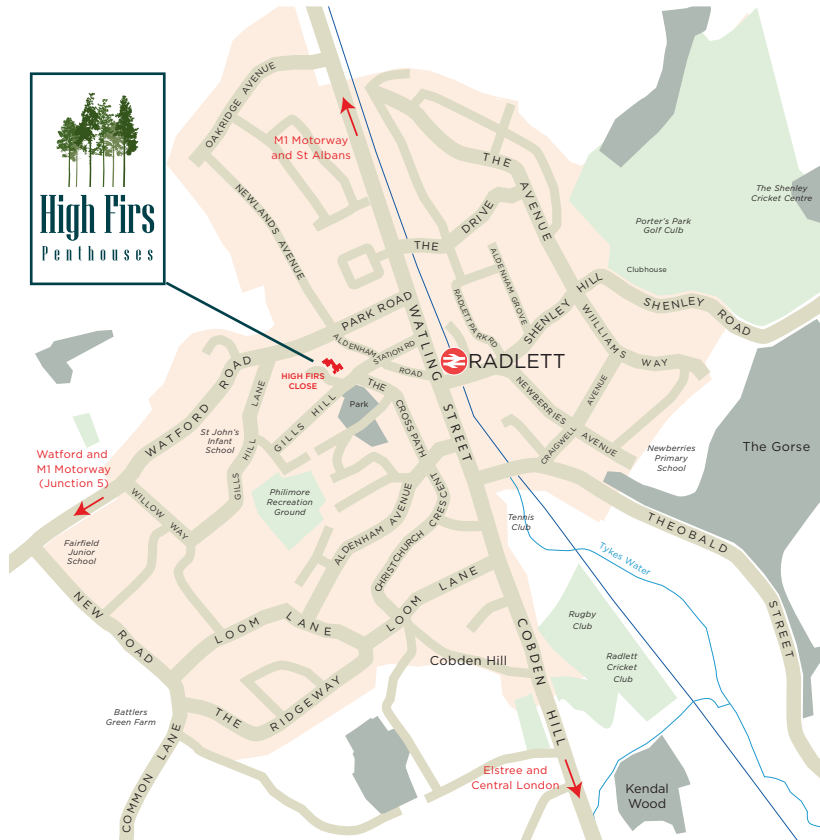 High Firs
Penthouses
OAKRIDGE AVENUE
M1 Motorway
and St Albans
NEWLANDS AVENUE
THE AVENUE
THE DRIVE
ALDENHAM GROVE
RADLETT PARK RD
SHENLEY HILL
SHENLEY ROAD
The Shenley
Cricket Centre
Porter's Park
Golf Culb
Clubhouse
WILLIAMS WAY
PARK ROAD
WATLING STREET
ALDENHAM ROAD
STATION RD
RADLETT
HIGH FIRS
CLOSE
WATFORD ROAD
THE CROSS PATH
Park
GILLS HILL LANE
GILLS HILL
St John's
Infant
School
NEWBERRIES AVENUE
CRAIGWELL AVENUE
Newberries
Primary
School
The Gorse
Watford and
M1 Motorway
(Junction 5)
WILLOW WAY
Philimore
Recreation
Ground
ALDENHAM AVENUE
CHRISTCHURCH CRESCENT
Tennis
Club
Tykes Water
THEOBALD STREET
Fairfield
Junior
School
NEW ROAD
LOOM LANE
LOOM LANE
Rugby
Club
Radlett
Cricket
Club
COBDEN HILL
Cobden Hill
THE RIDGEWAY
Battlers
Green Farm
COMMON LANE
Elstree and
Central London
Kendal
Wood